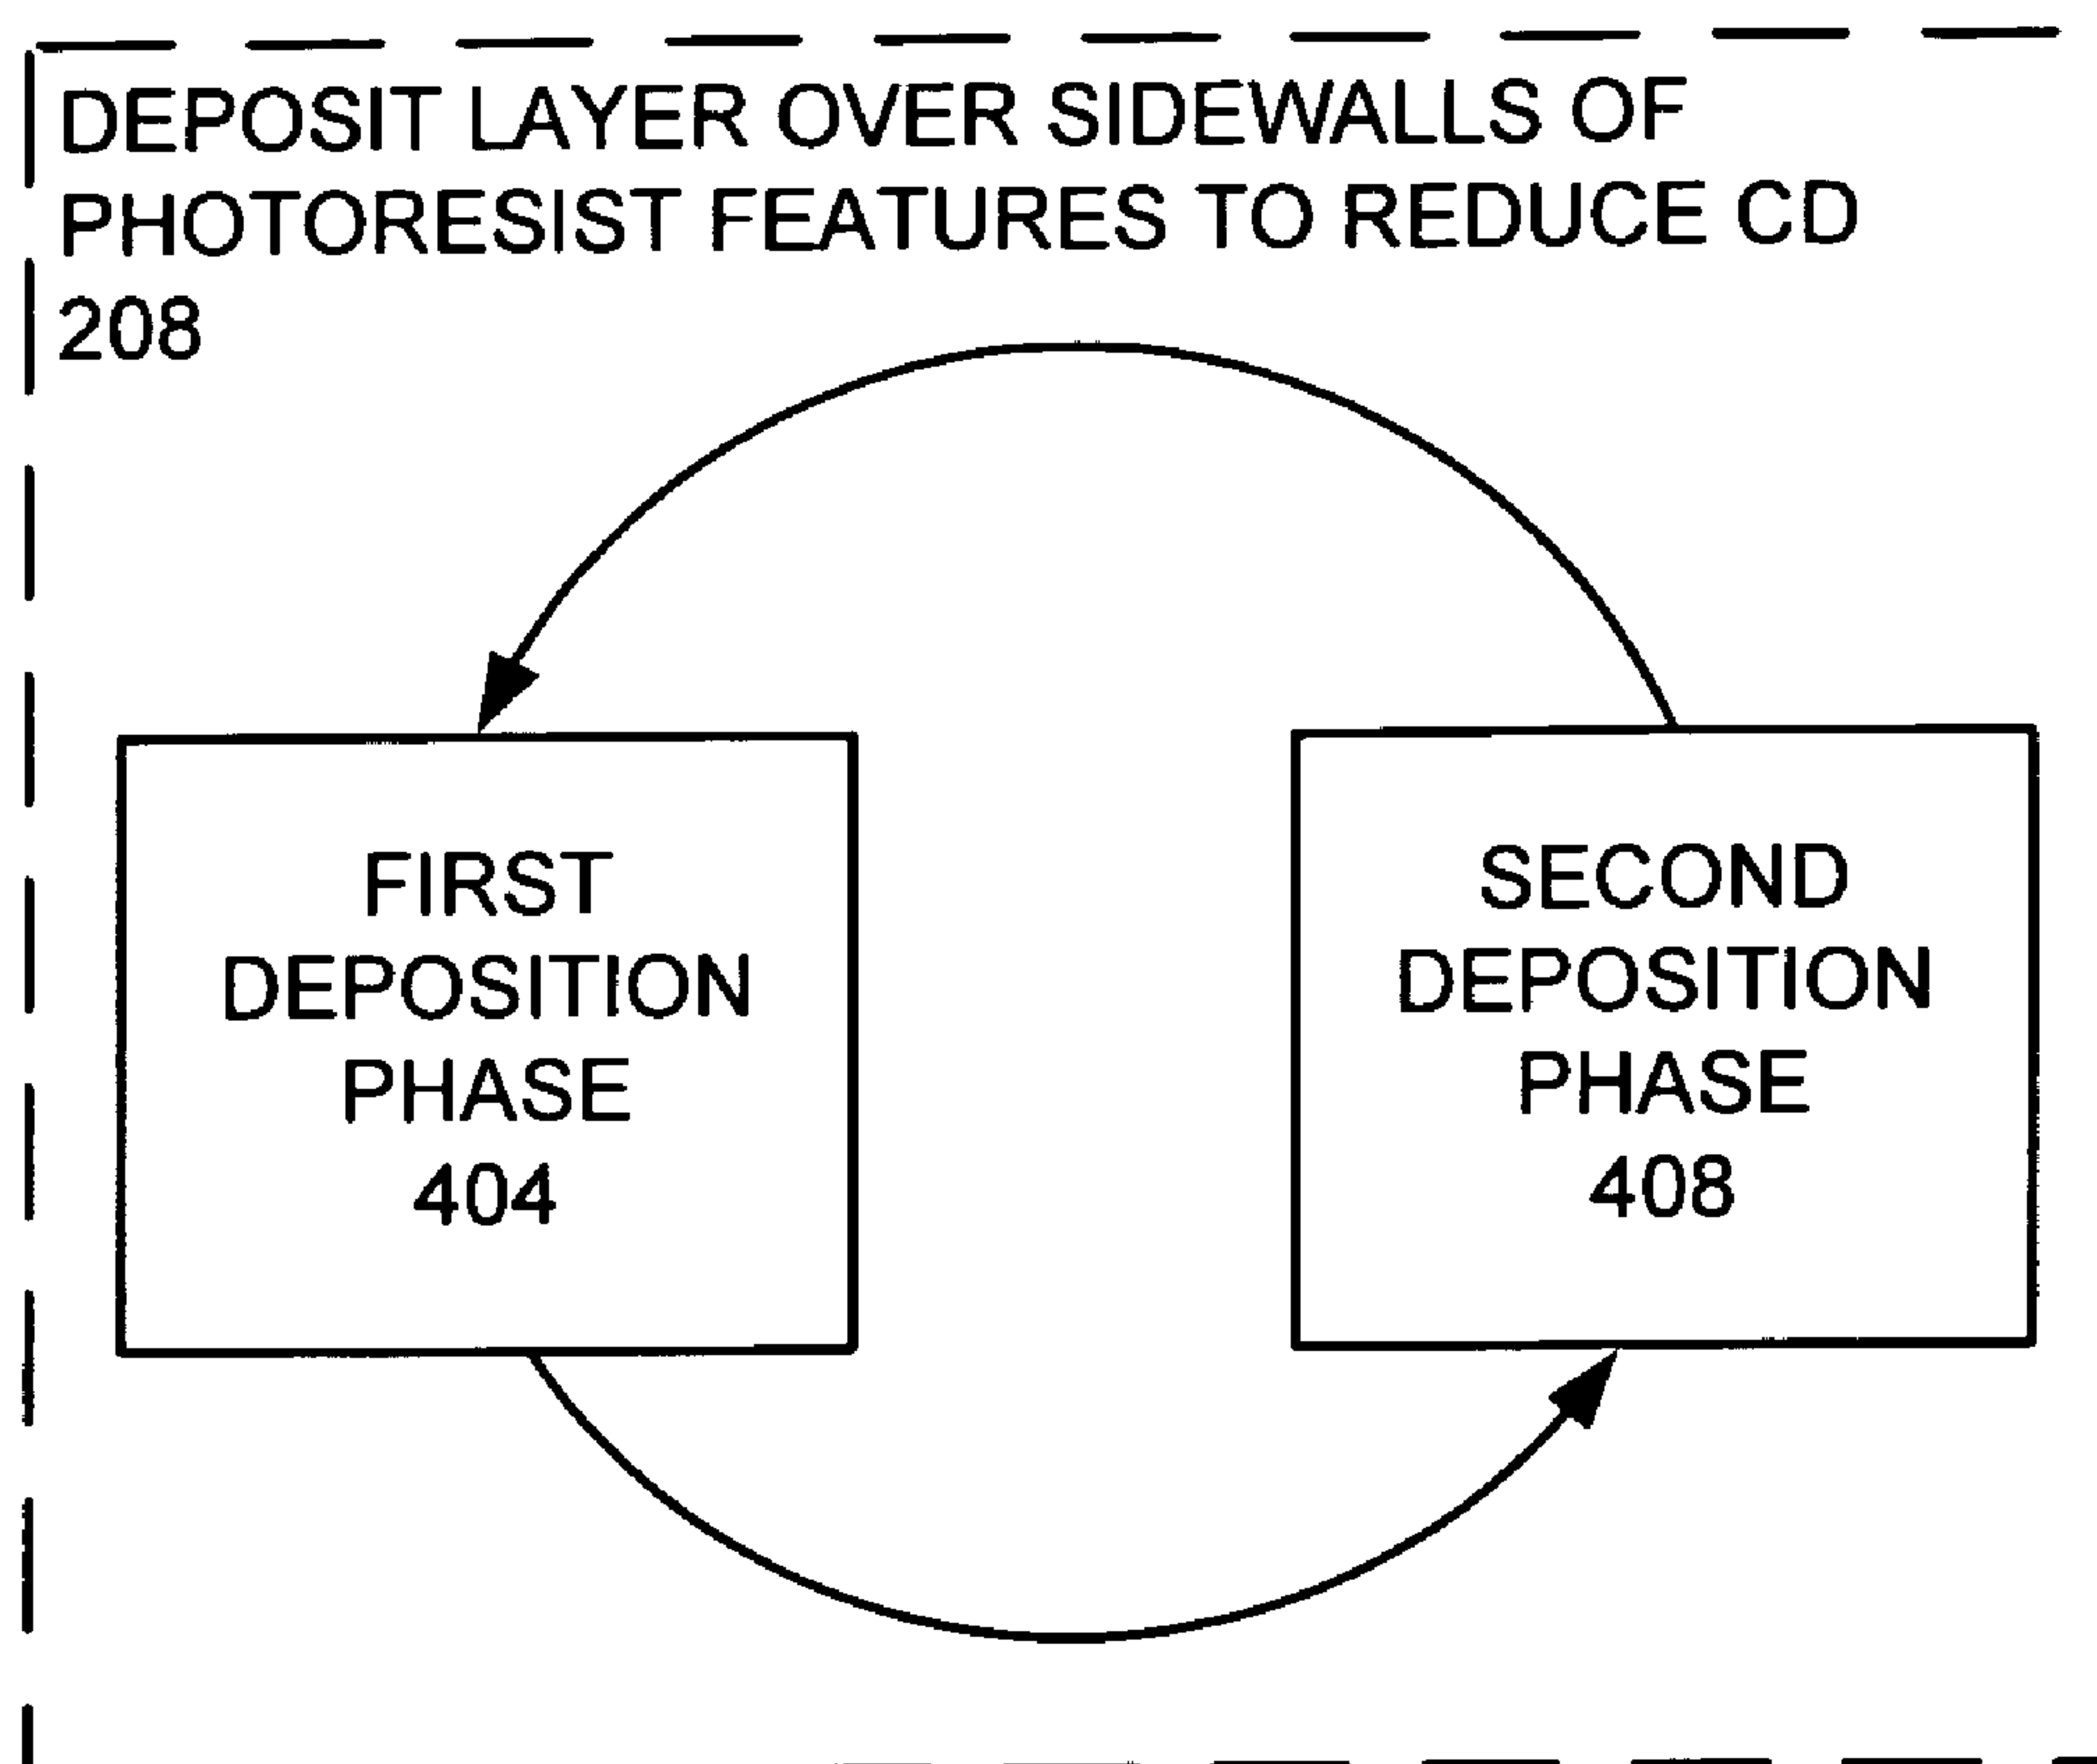 DEPOSIT LAYER OVER SIDEWALLS OF
PHOTORESIST FEATURES TO REDUCE CD
208
FIRST
DEPOSITION
PHASE
404
SECOND
DEPOSITION
PHASE
408